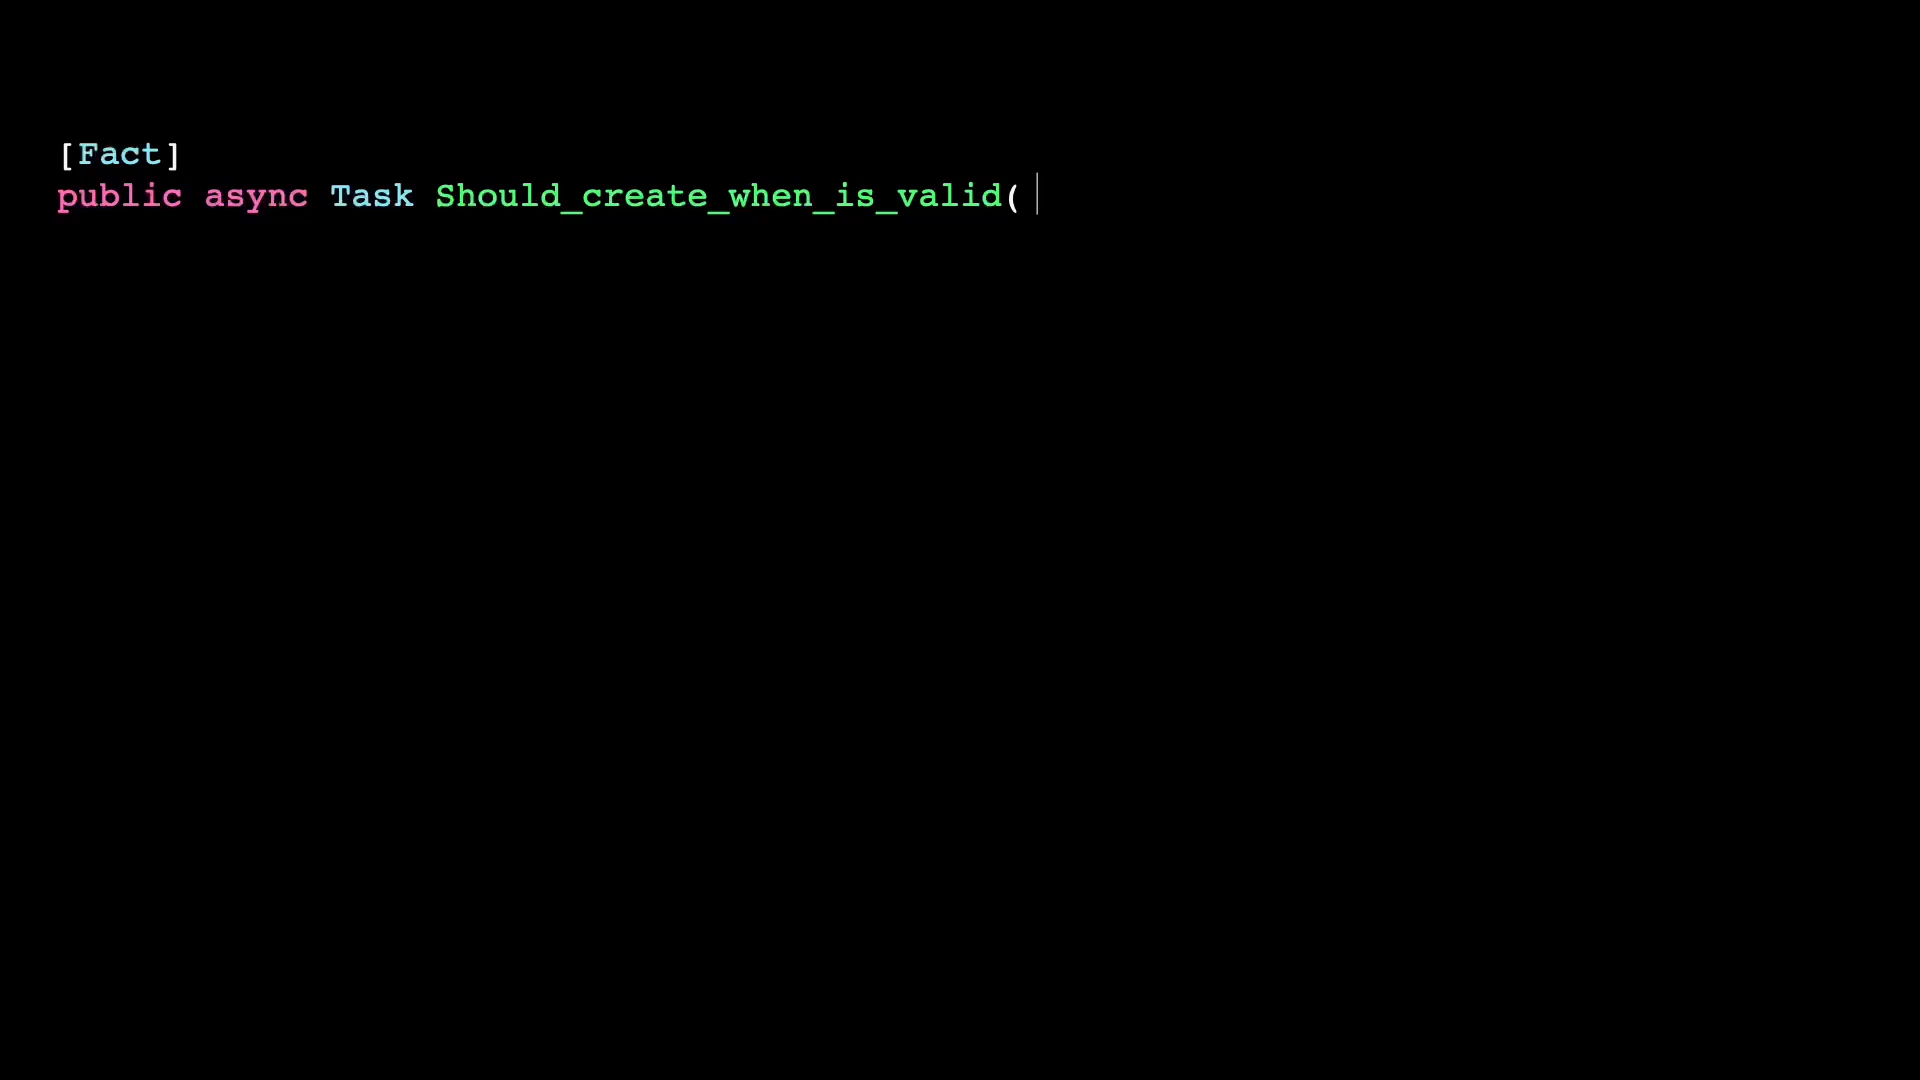 [Fact]
public async Task Should_create_when_is_valid(